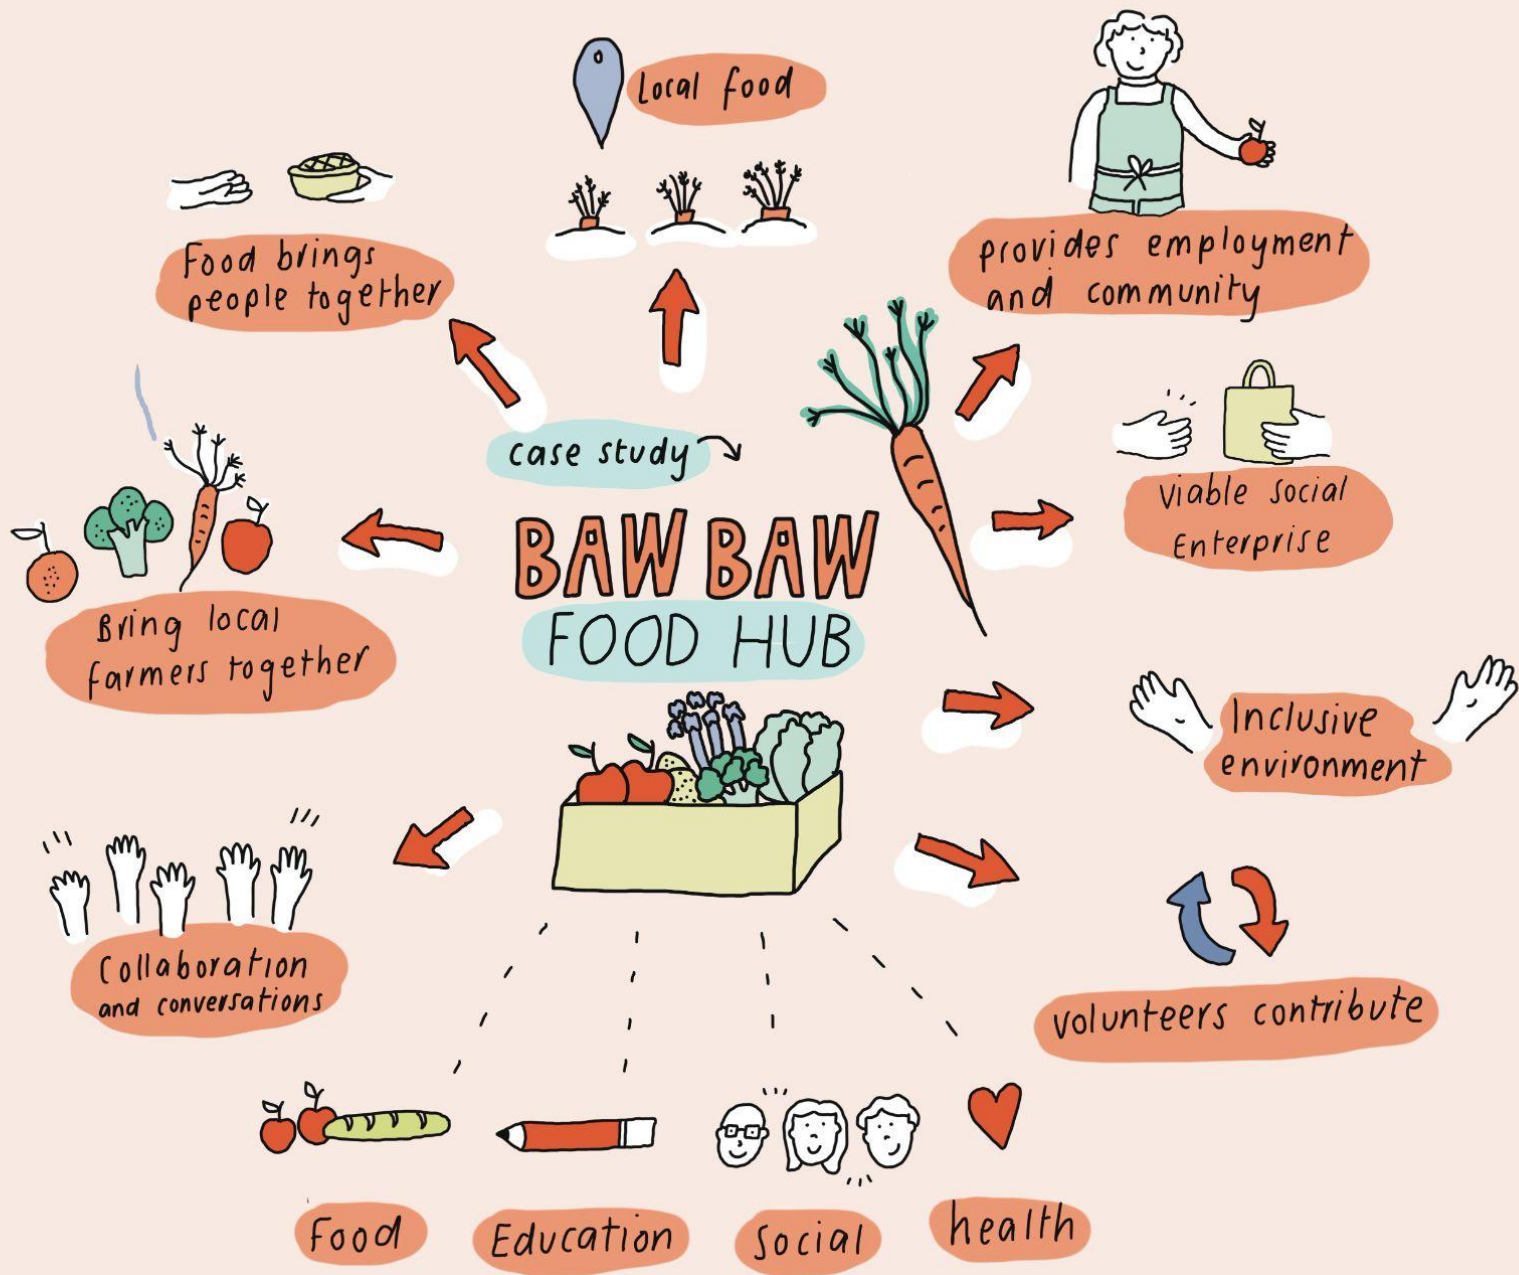 Local food
Food brings
people together
provides employment
and community
case study
BAW BAW
FOOD HUB
Viable Social
Enterprise
Bring local
farmers together
Inclusive
environment
Collaboration
and conversations
volunteers contribute
Food
Education
Social
health